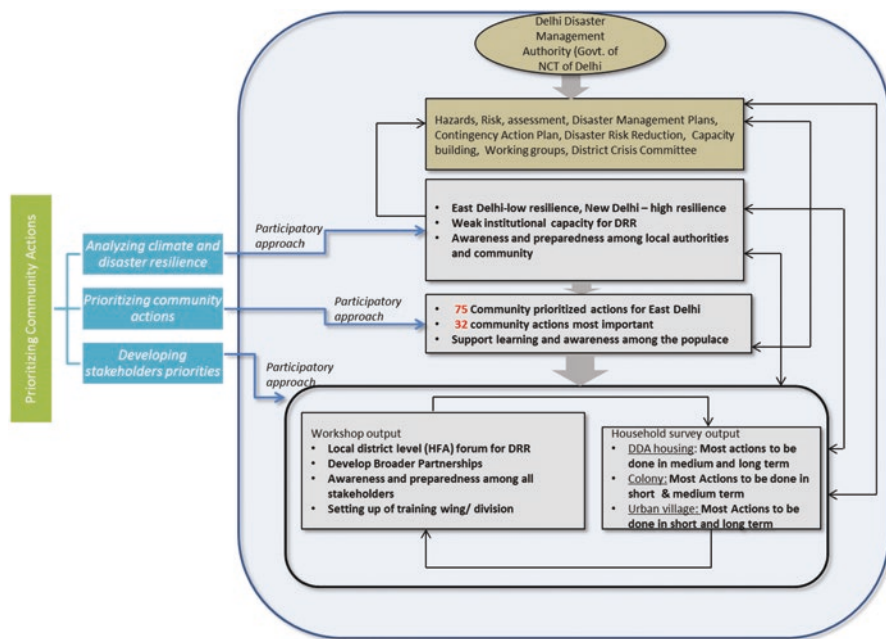 Delhi Disaster
Management
Authority (Govt. of
NCT of Delhi
Hazards, Risk, assessment, Disaster Management Plans,
Contingency Action Plan, Disaster Risk Reduction, Capacity
building, Working groups, District Crisis Committee
• East Delhi-low resilience, New Delhi – high resilience
• Weak institutional capacity for DRR
• Awareness and preparedness among local authorities
and community
• 75 Community prioritized actions for East Delhi
• 32 community actions most important
• Support learning and awareness among the populace
Prioritizing Community Actions
Analyzing climate and
disaster resilience
Prioritizing community
actions
Developing
stakeholders priorities
Participatory
approach
Participatory
approach
Participatory
approach
Workshop output
• Local district level (HFA) forum for DRR
• Develop Broader Partnerships
• Awareness and preparedness among all
stakeholders
• Setting up of training wing/ division
Household survey output
• DDA housing: Most actions to be
done in medium and long term
• Colony: Most Actions to be done in
short & medium term
• Urban village: Most Actions to be
done in short and long term